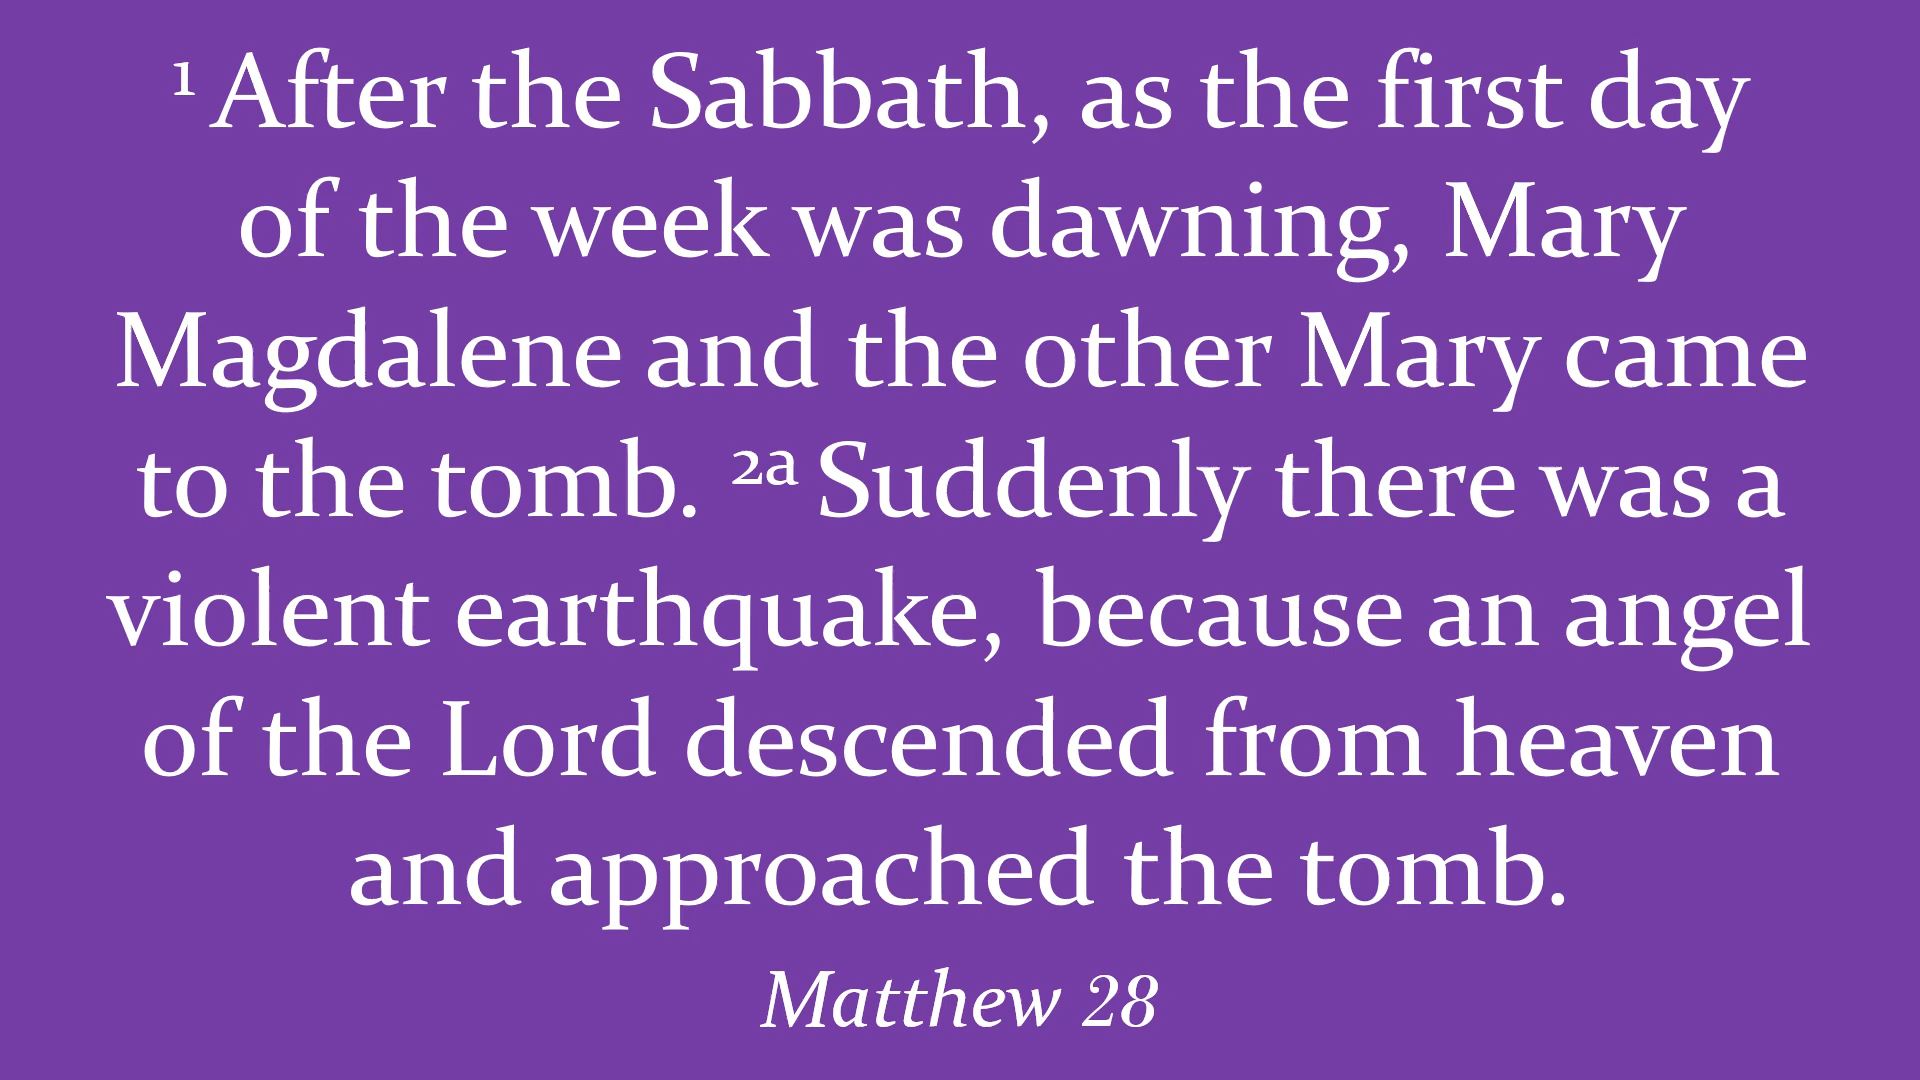 1 After the Sabbath, as the first day
of the week was dawning, Mary
Magdalene and the other Mary came
to the tomb. 2a Suddenly there was a
violent earthquake, because an angel
of the Lord descended from heaven
and approached the tomb.
Matthew 28